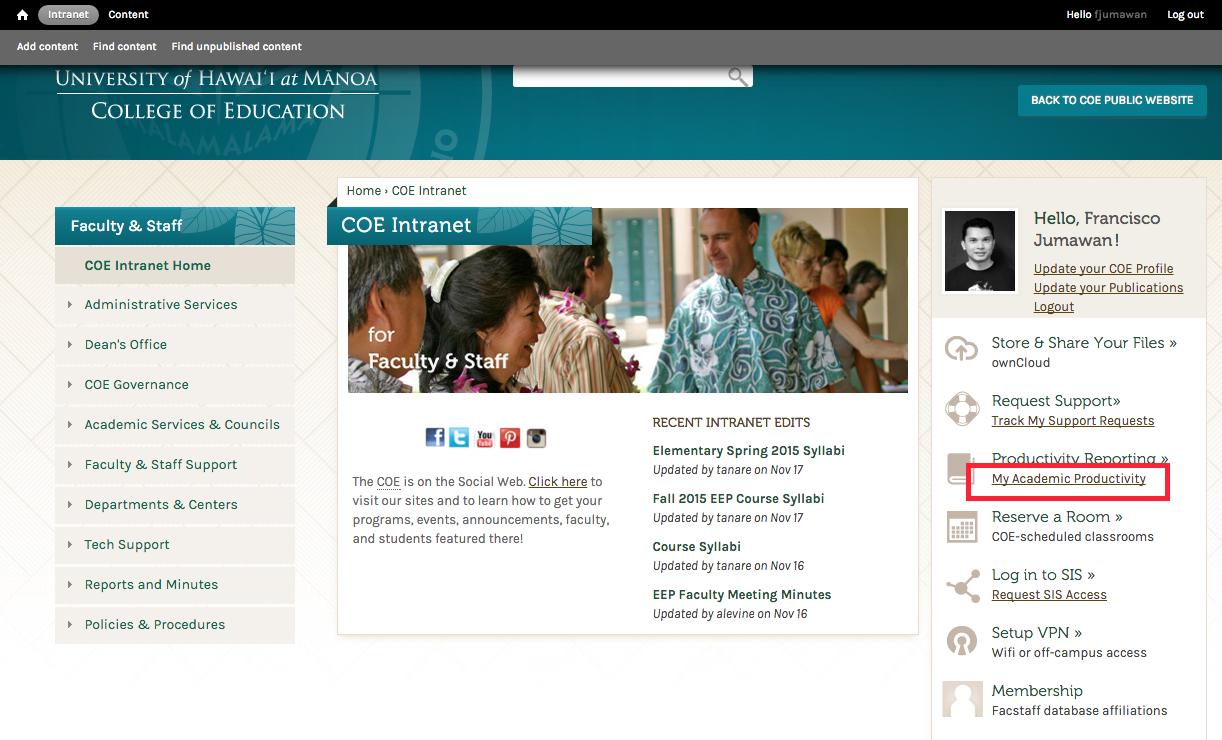 Intranet
Content
Hello fjumawan
Log out
Add content
Find content
Find unpublished content
UNIVERSITY of HAWAIʻI at MĀNOA
COLLEGE OF EDUCATION
BACK TO COE PUBLIC WEBSITE
Faculty & Staff
COE Intranet Home
Administrative Services
Dean's Office
COE Governance
Academic Services & Councils
Faculty & Staff Support
Departments & Centers
Tech Support
Reports and Minutes
Policies & Procedures
Home › COE Intranet
COE Intranet
for
Faculty & Staff
You
Tube
The COE is on the Social Web. Click here to
visit our sites and to learn how to get your
programs, events, announcements, faculty,
and students featured there!
RECENT INTRANET EDITS
Elementary Spring 2015 Syllabi
Updated by tanare on Nov 17
Fall 2015 EEP Course Syllabi
Updated by tanare on Nov 17
Course Syllabi
Updated by tanare on Nov 16
EEP Faculty Meeting Minutes
Updated by alevine on Nov 16
Hello, Francisco
Jumawan!
Update your COE Profile
Update your Publications
Logout
Store & Share Your Files »
ownCloud
Request Support»
Track My Support Requests
Productivity Reporting »
My Academic Productivity
Reserve a Room »
COE-scheduled classrooms
Log in to SIS »
Request SIS Access
Setup VPN »
Wifi or off-campus access
Membership
Facstaff database affiliations